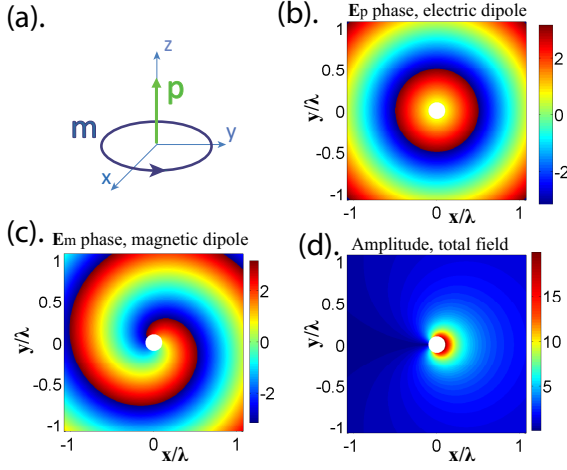 (a).
z
p
m
y
x
(b).
Ep phase, electric dipole
1
0.5
0
-0.5
-1
y/λ
-1 0 1
x/λ
2
0
-2
(c).
Em phase, magnetic dipole
1
0.5
0
-0.5
-1
y/λ
-1 0 1
x/λ
2
0
-2
(d).
Amplitude, total field
1
0.5
0
-0.5
-1
y/λ
-1 0 1
x/λ
15
10
5